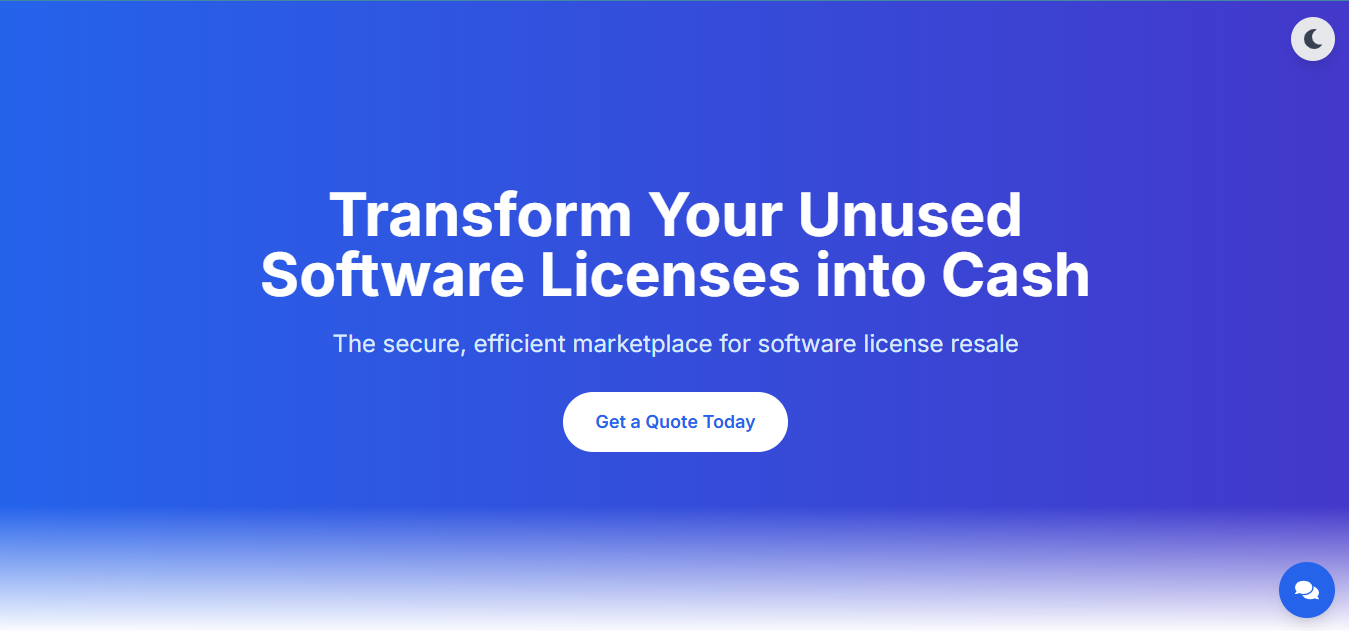 Transform Your Unused
Software Licenses into Cash
The secure, efficient marketplace for software license resale
Get a Quote Today